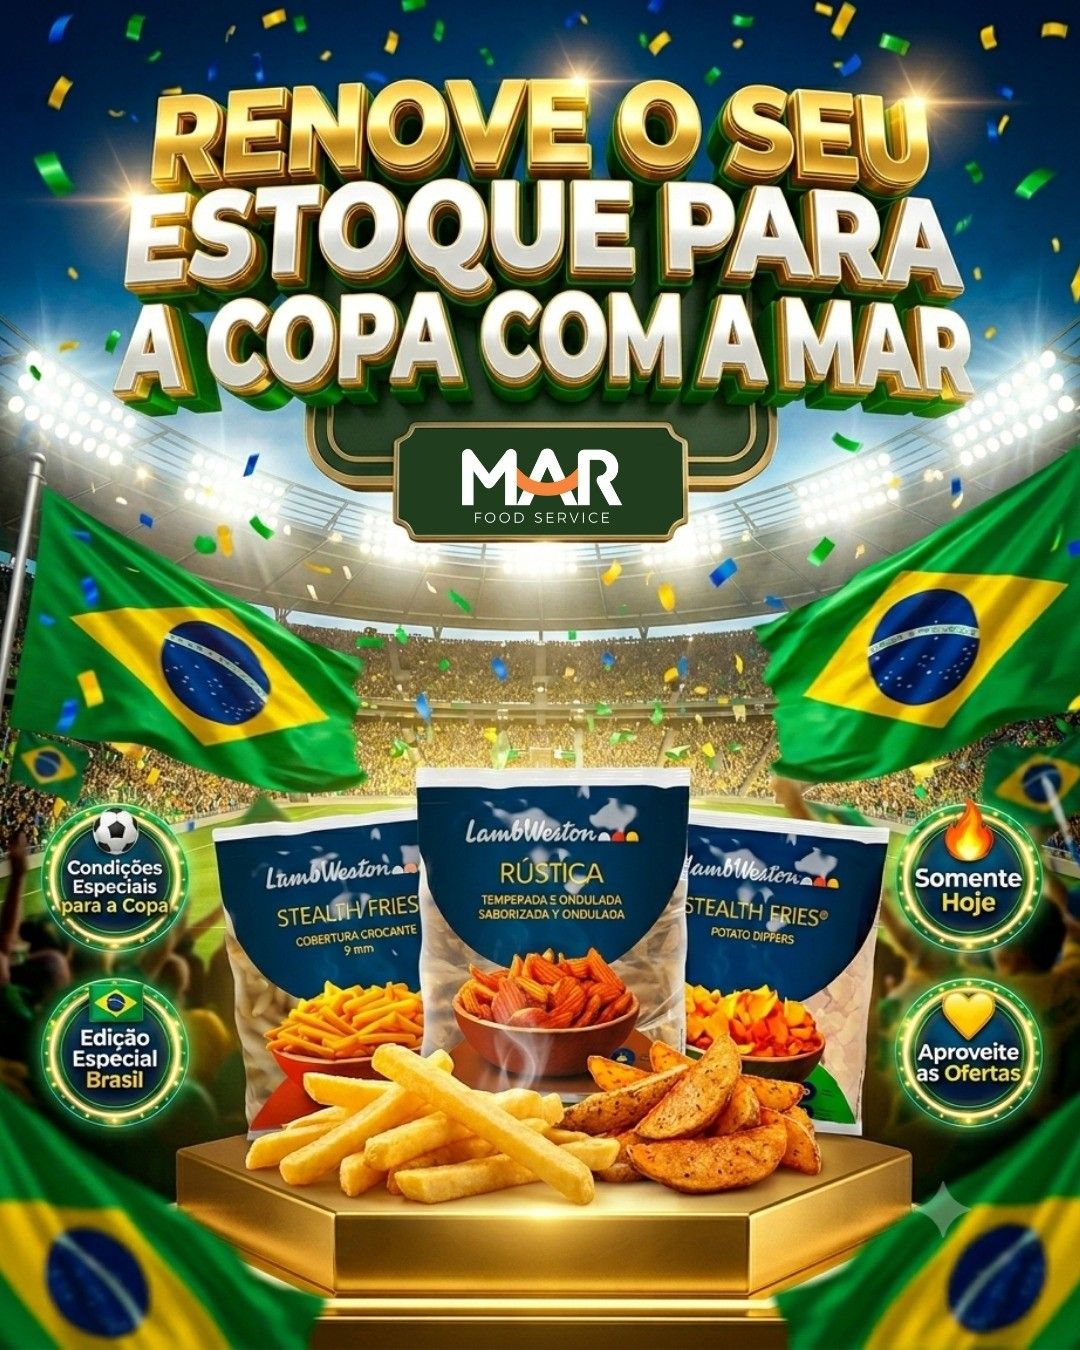 RENOVE O SEU
ESTOQUE PARA
A COPA COM A MAR
MAR
FOOD SERVICE
LambWeston
STEALTH FRIES
COBERTURA CROCANTE
9 mm
LambWeston
RÚSTICA
TEMPERADA E ONDULADA
SABORIZADA Y ONDULADA
LambWeston
STEALTH FRIES®
POTATO DIPPERS
Condições
Especiais
para a Copa
Somente
Hoje
Edição
Especial
Brasil
Aproveite
as Ofertas